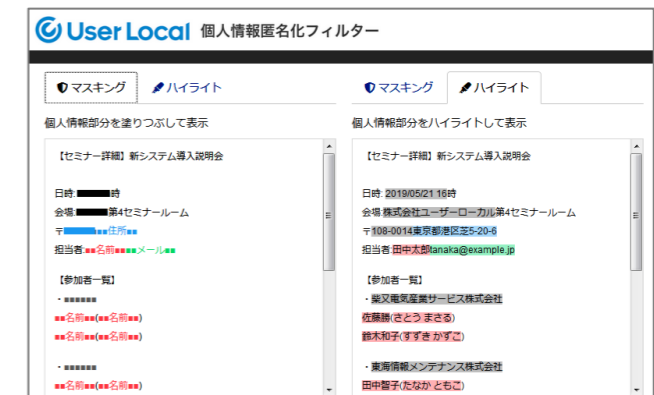 User Local 個人情報匿名化フィルター
マスキング ハイライト
個人情報部分を塗りつぶして表示
【セミナー詳細】新システム導入説明会
日時:■■■■時
会場:■■■■第4セミナールーム
〒■■■■■■住所■■
担当者:■■名前■■■■メール■■
【参加者一覧】
・■■■■■■
■■名前■■(■■名前■■)
■■名前■■(■■名前■■)
・■■■■■■
■■名前■■(■■名前■■)
マスキング ハイライト
個人情報部分をハイライトして表示
【セミナー詳細】新システム導入説明会
日時: 2019/05/21 16時
会場:株式会社ユーザーローカル第4セミナールーム
〒108-0014東京都港区芝5-20-6
担当者:田中太郎tanaka@example.jp
【参加者一覧】
・柴又電気産業サービス株式会社
佐藤勝(さとう まさる)
鈴木和子(すずき かずこ)
・東海情報メンテナンス株式会社
田中智子(たなか ともこ)